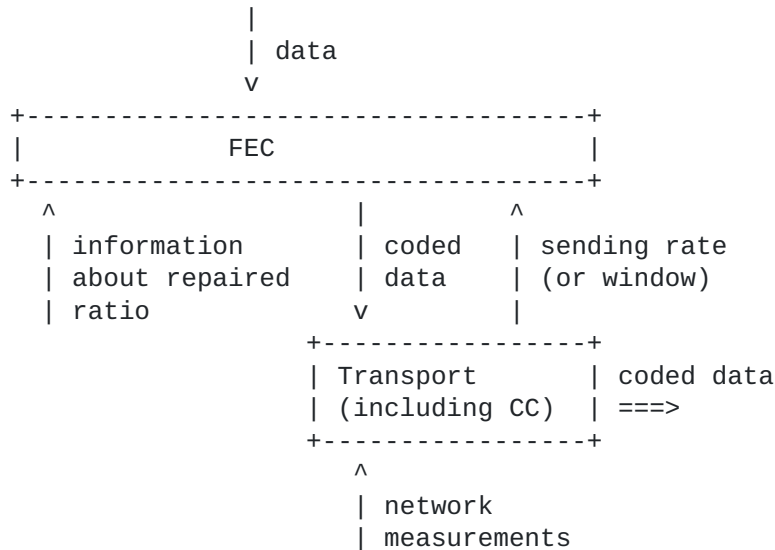 data
FEC
information coded sending rate
about repaired data (or window)
ratio
Transport coded data
(including CC) ===>
network
measurements